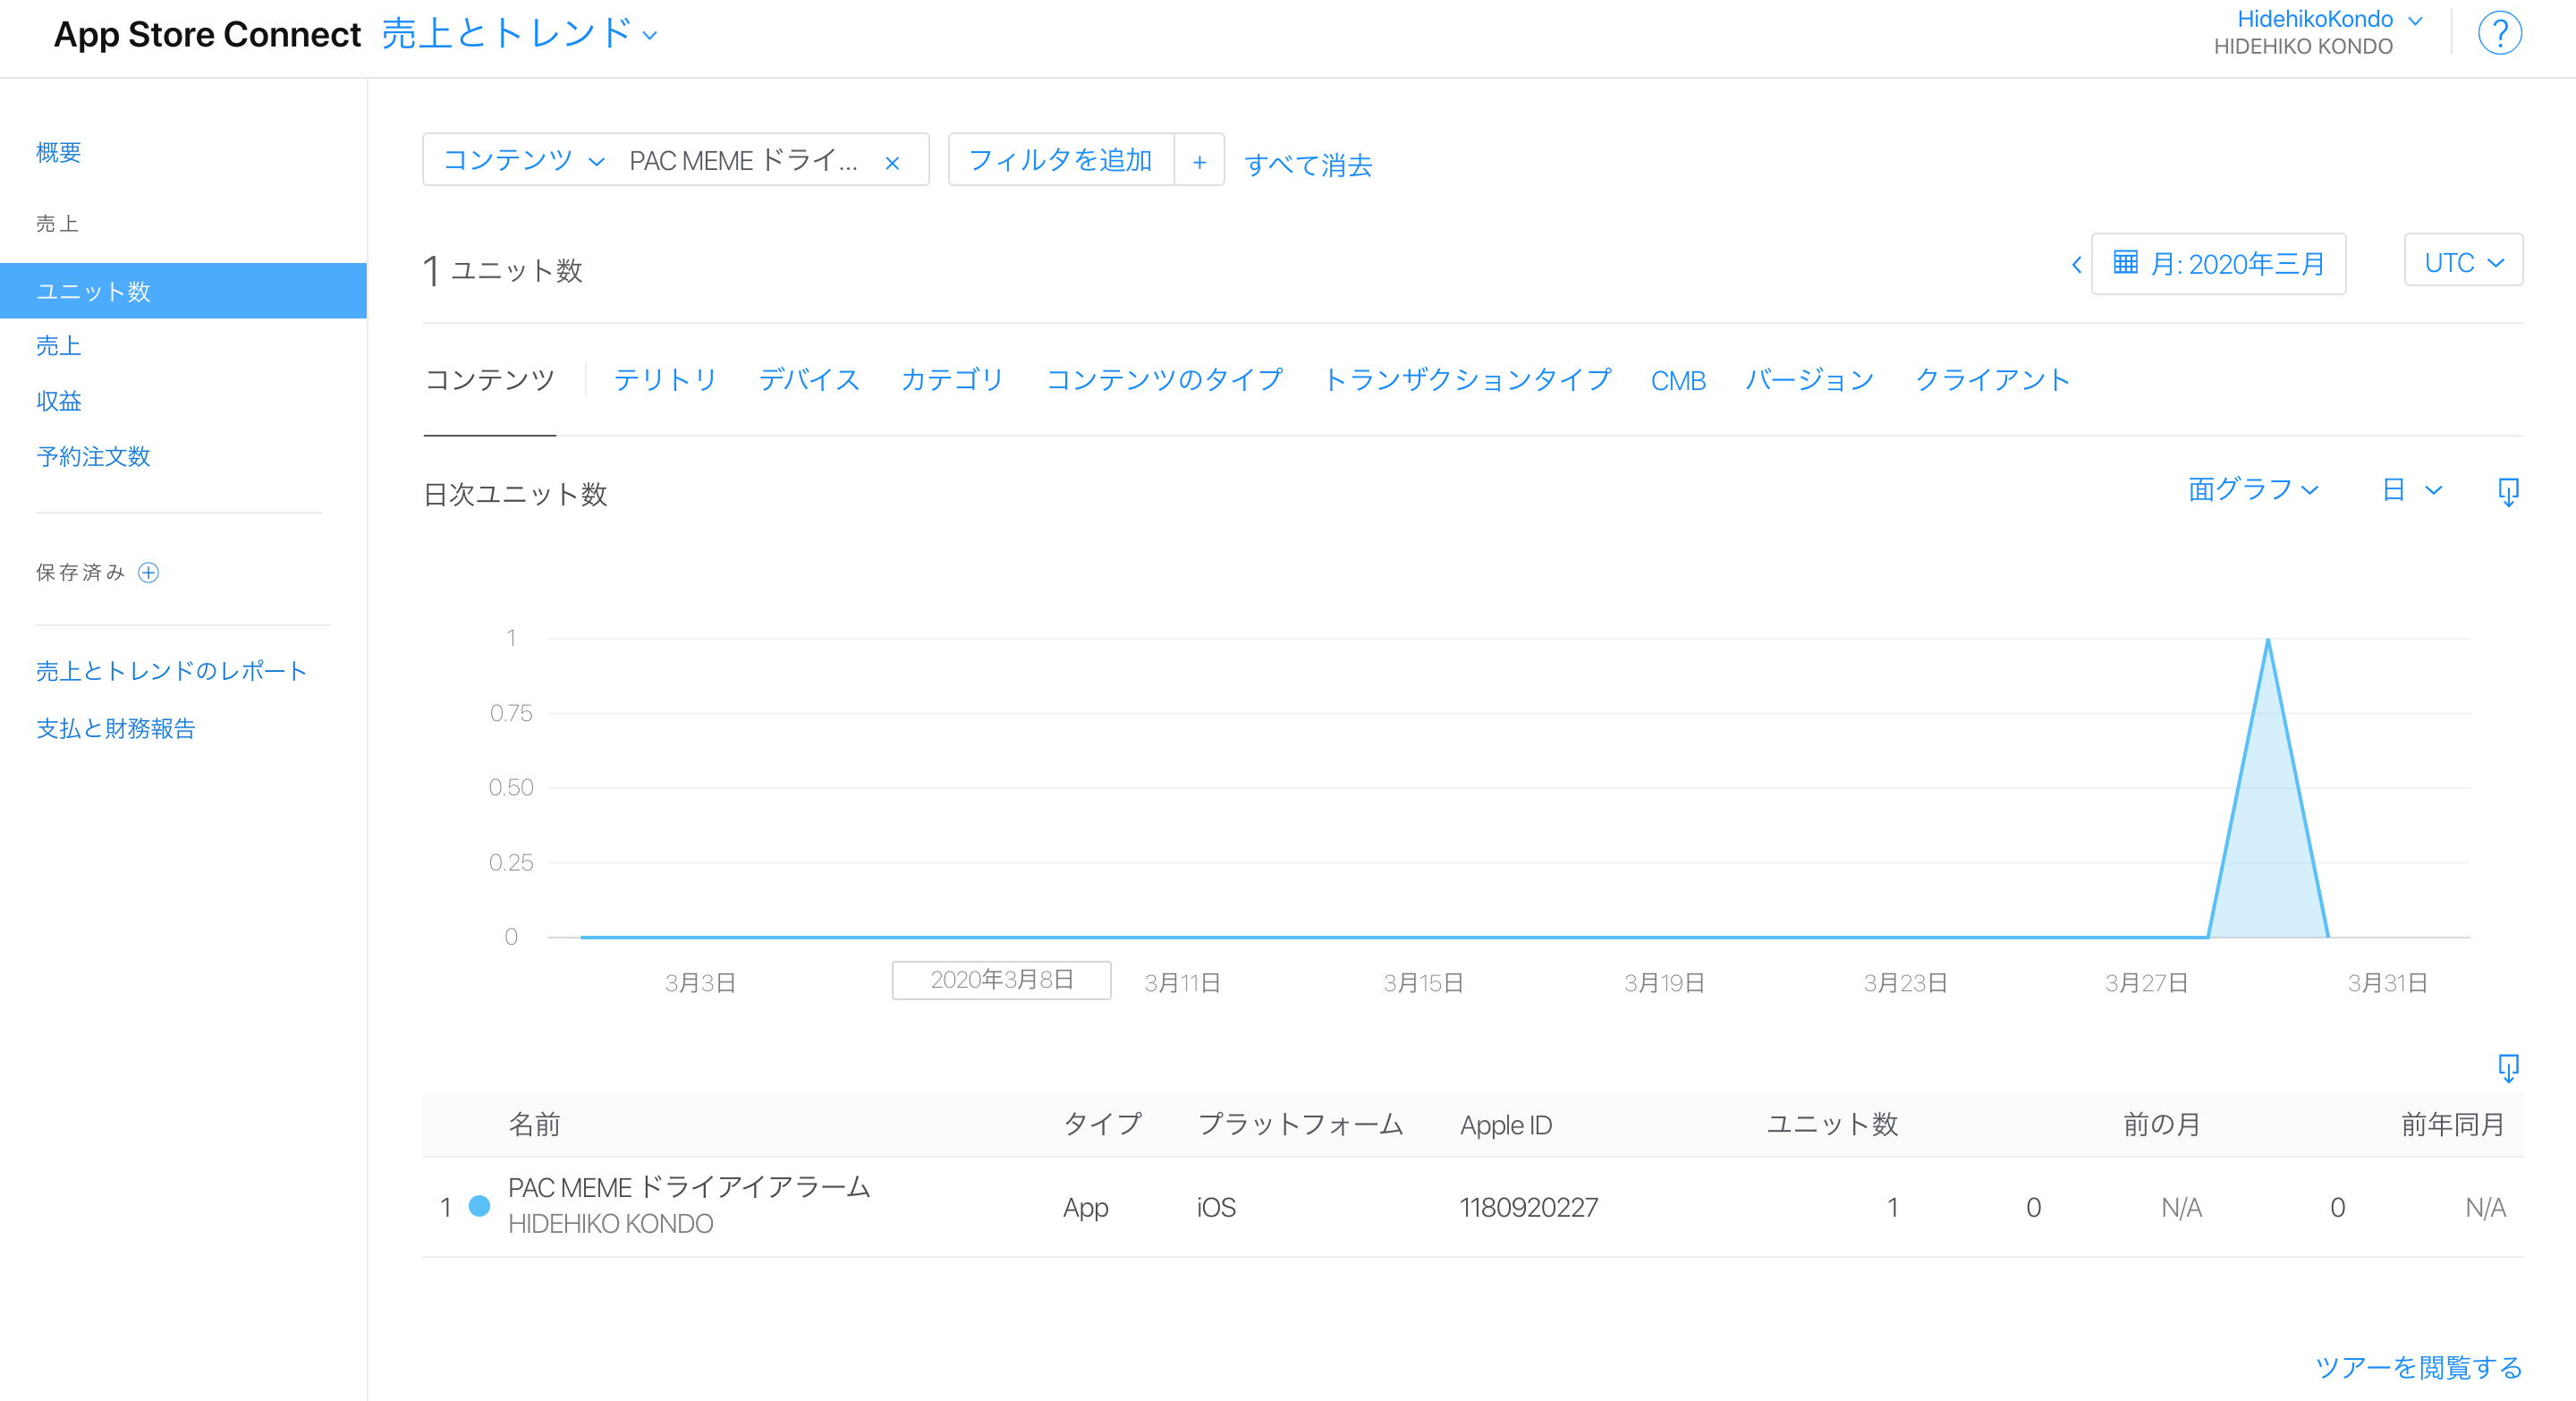 App Store Connect 売上とトレンド
HidehikoKondo
HIDEHIKO KONDO
?
概要
売上
ユニット数
売上
収益
予約注文数
保存済み
売上とトレンドのレポート
支払と財務報告
コンテンツ PAC MEME ドライ... ×
フィルタを追加 +
すべて消去
1 ユニット数
月: 2020年三月
UTC
コンテンツ テリトリ デバイス カテゴリ コンテンツのタイプ トランザクションタイプ CMB バージョン クライアント
日次ユニット数
面グラフ 日
1
0.75
0.50
0.25
0
3月3日 2020年3月8日 3月11日 3月15日 3月19日 3月23日 3月27日 3月31日
名前 タイプ プラットフォーム Apple ID ユニット数 前の月 前年同月
1 PAC MEME ドライアイアラーム App iOS 1180920227 1 0 N/A 0 N/A
HIDEHIKO KONDO
ツアーを閲覧する